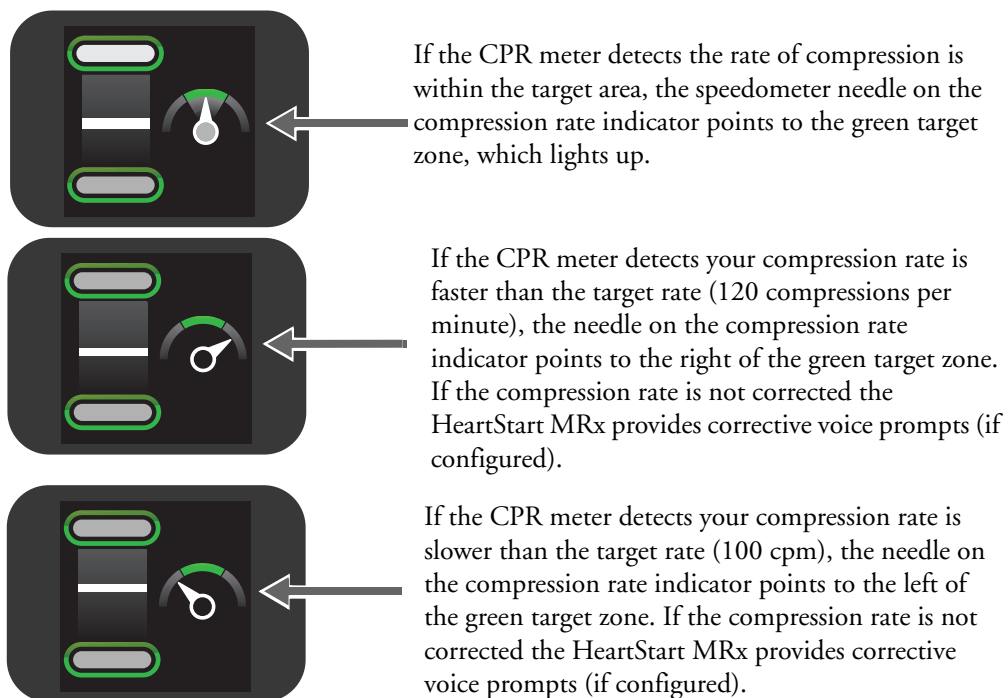 If the CPR meter detects the rate of compression is
within the target area, the speedometer needle on the
compression rate indicator points to the green target
zone, which lights up.
If the CPR meter detects your compression rate is
faster than the target rate (120 compressions per
minute), the needle on the compression rate
indicator points to the right of the green target zone.
If the compression rate is not corrected the
HeartStart MRx provides corrective voice prompts (if
configured).
If the CPR meter detects your compression rate is
slower than the target rate (100 cpm), the needle on
the compression rate indicator points to the left of
the green target zone. If the compression rate is not
corrected the HeartStart MRx provides corrective
voice prompts (if configured).